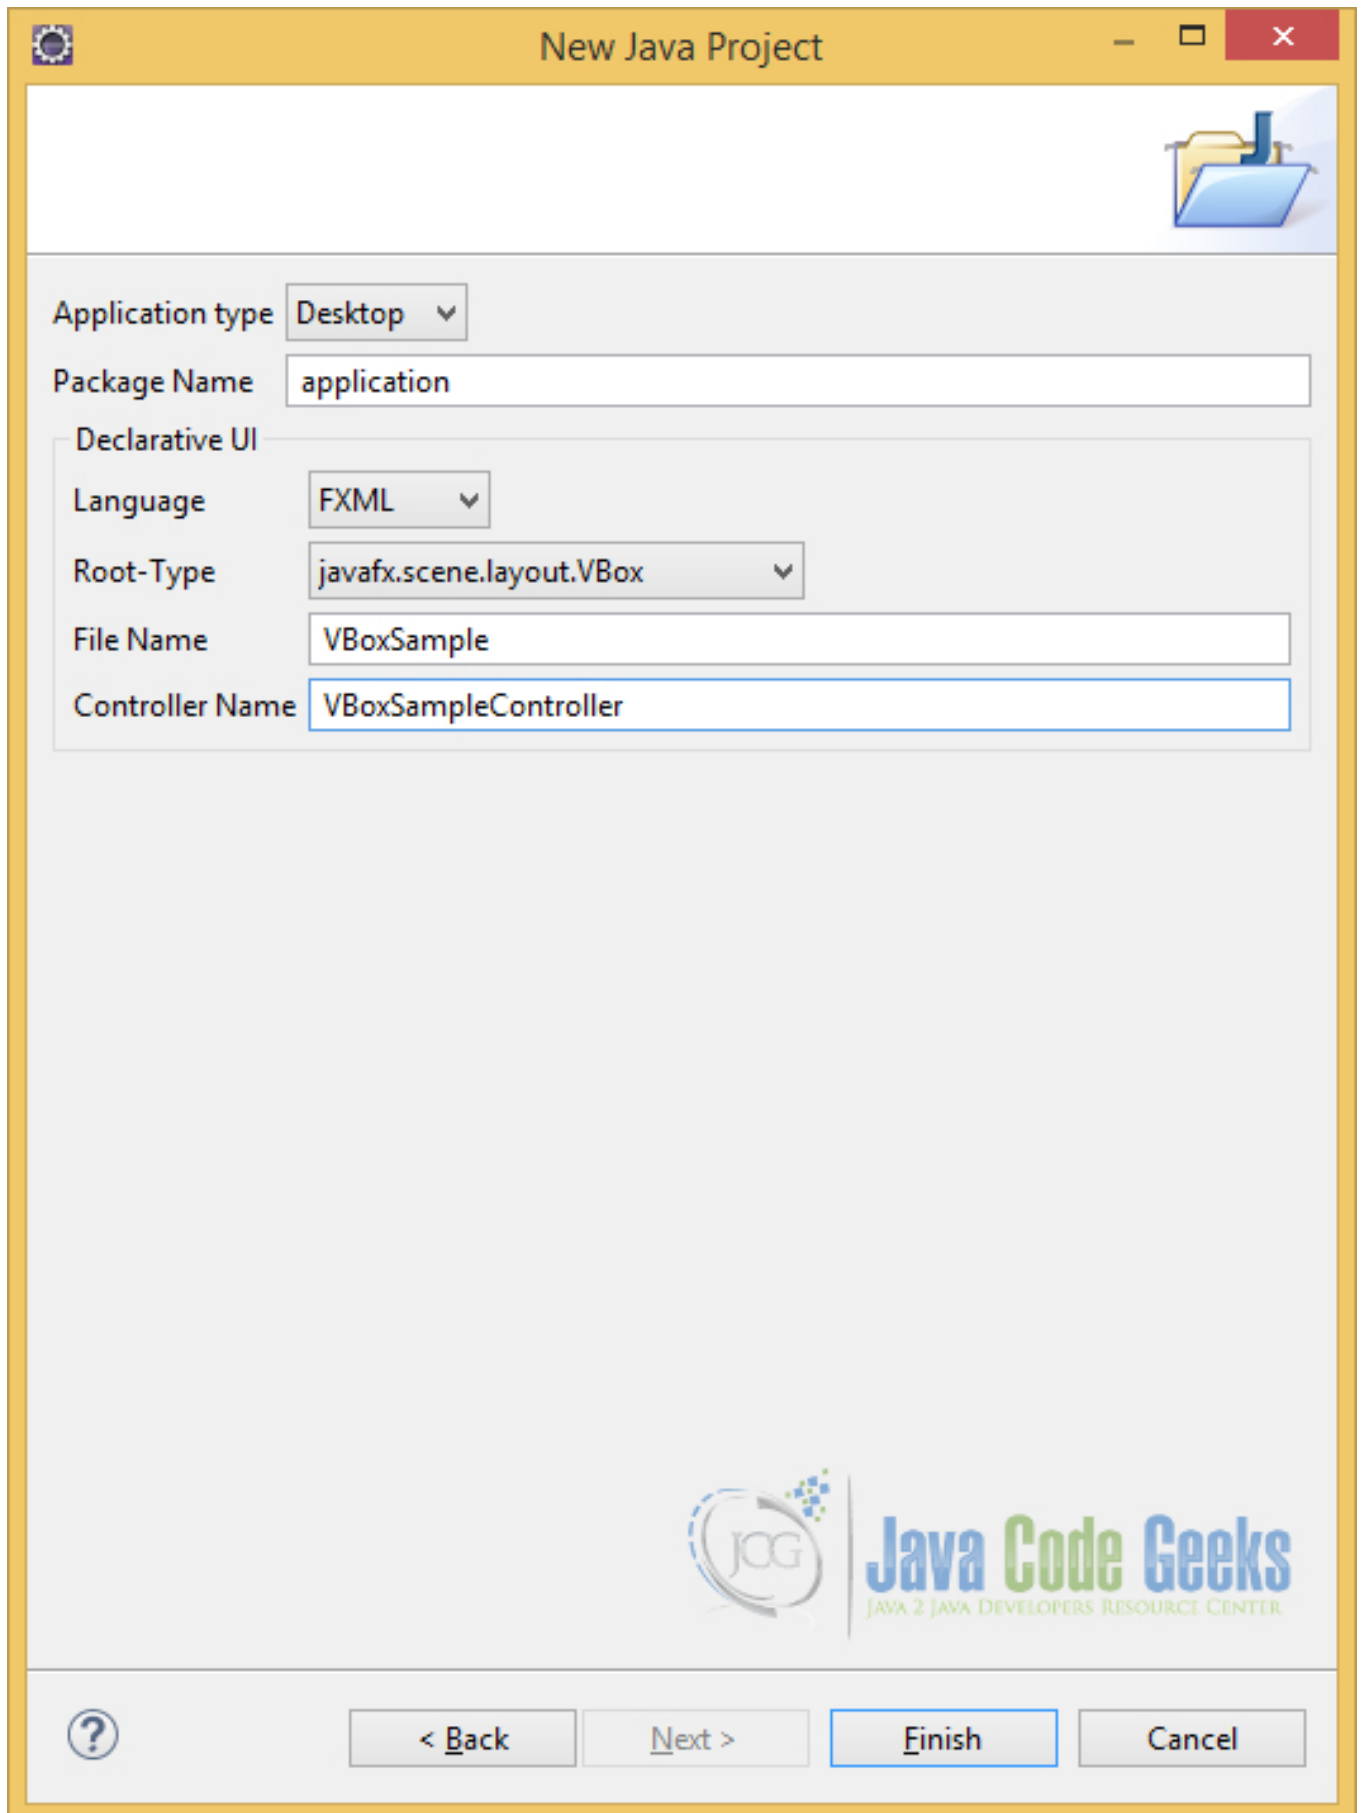 New Java Project
Application type Desktop
Package Name application
Declarative UI
Language FXML
Root-Type javafx.scene.layout.VBox
File Name VBoxSample
Controller Name VBoxSampleController
JCG Java Code Geeks
JAVA 2 JAVA DEVELOPERS RESOURCE CENTER
? < Back Next > Finish Cancel